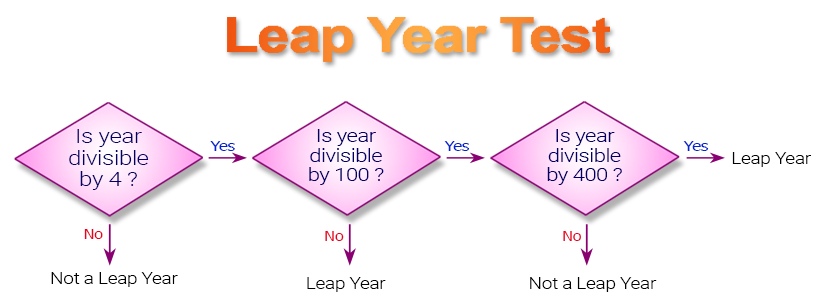 Leap Year Test
Is year
divisible
by 4 ?
Yes
Is year
divisible
by 100 ?
Yes
Is year
divisible
by 400 ?
Yes
Leap Year
No
Not a Leap Year
No
Leap Year
No
Not a Leap Year